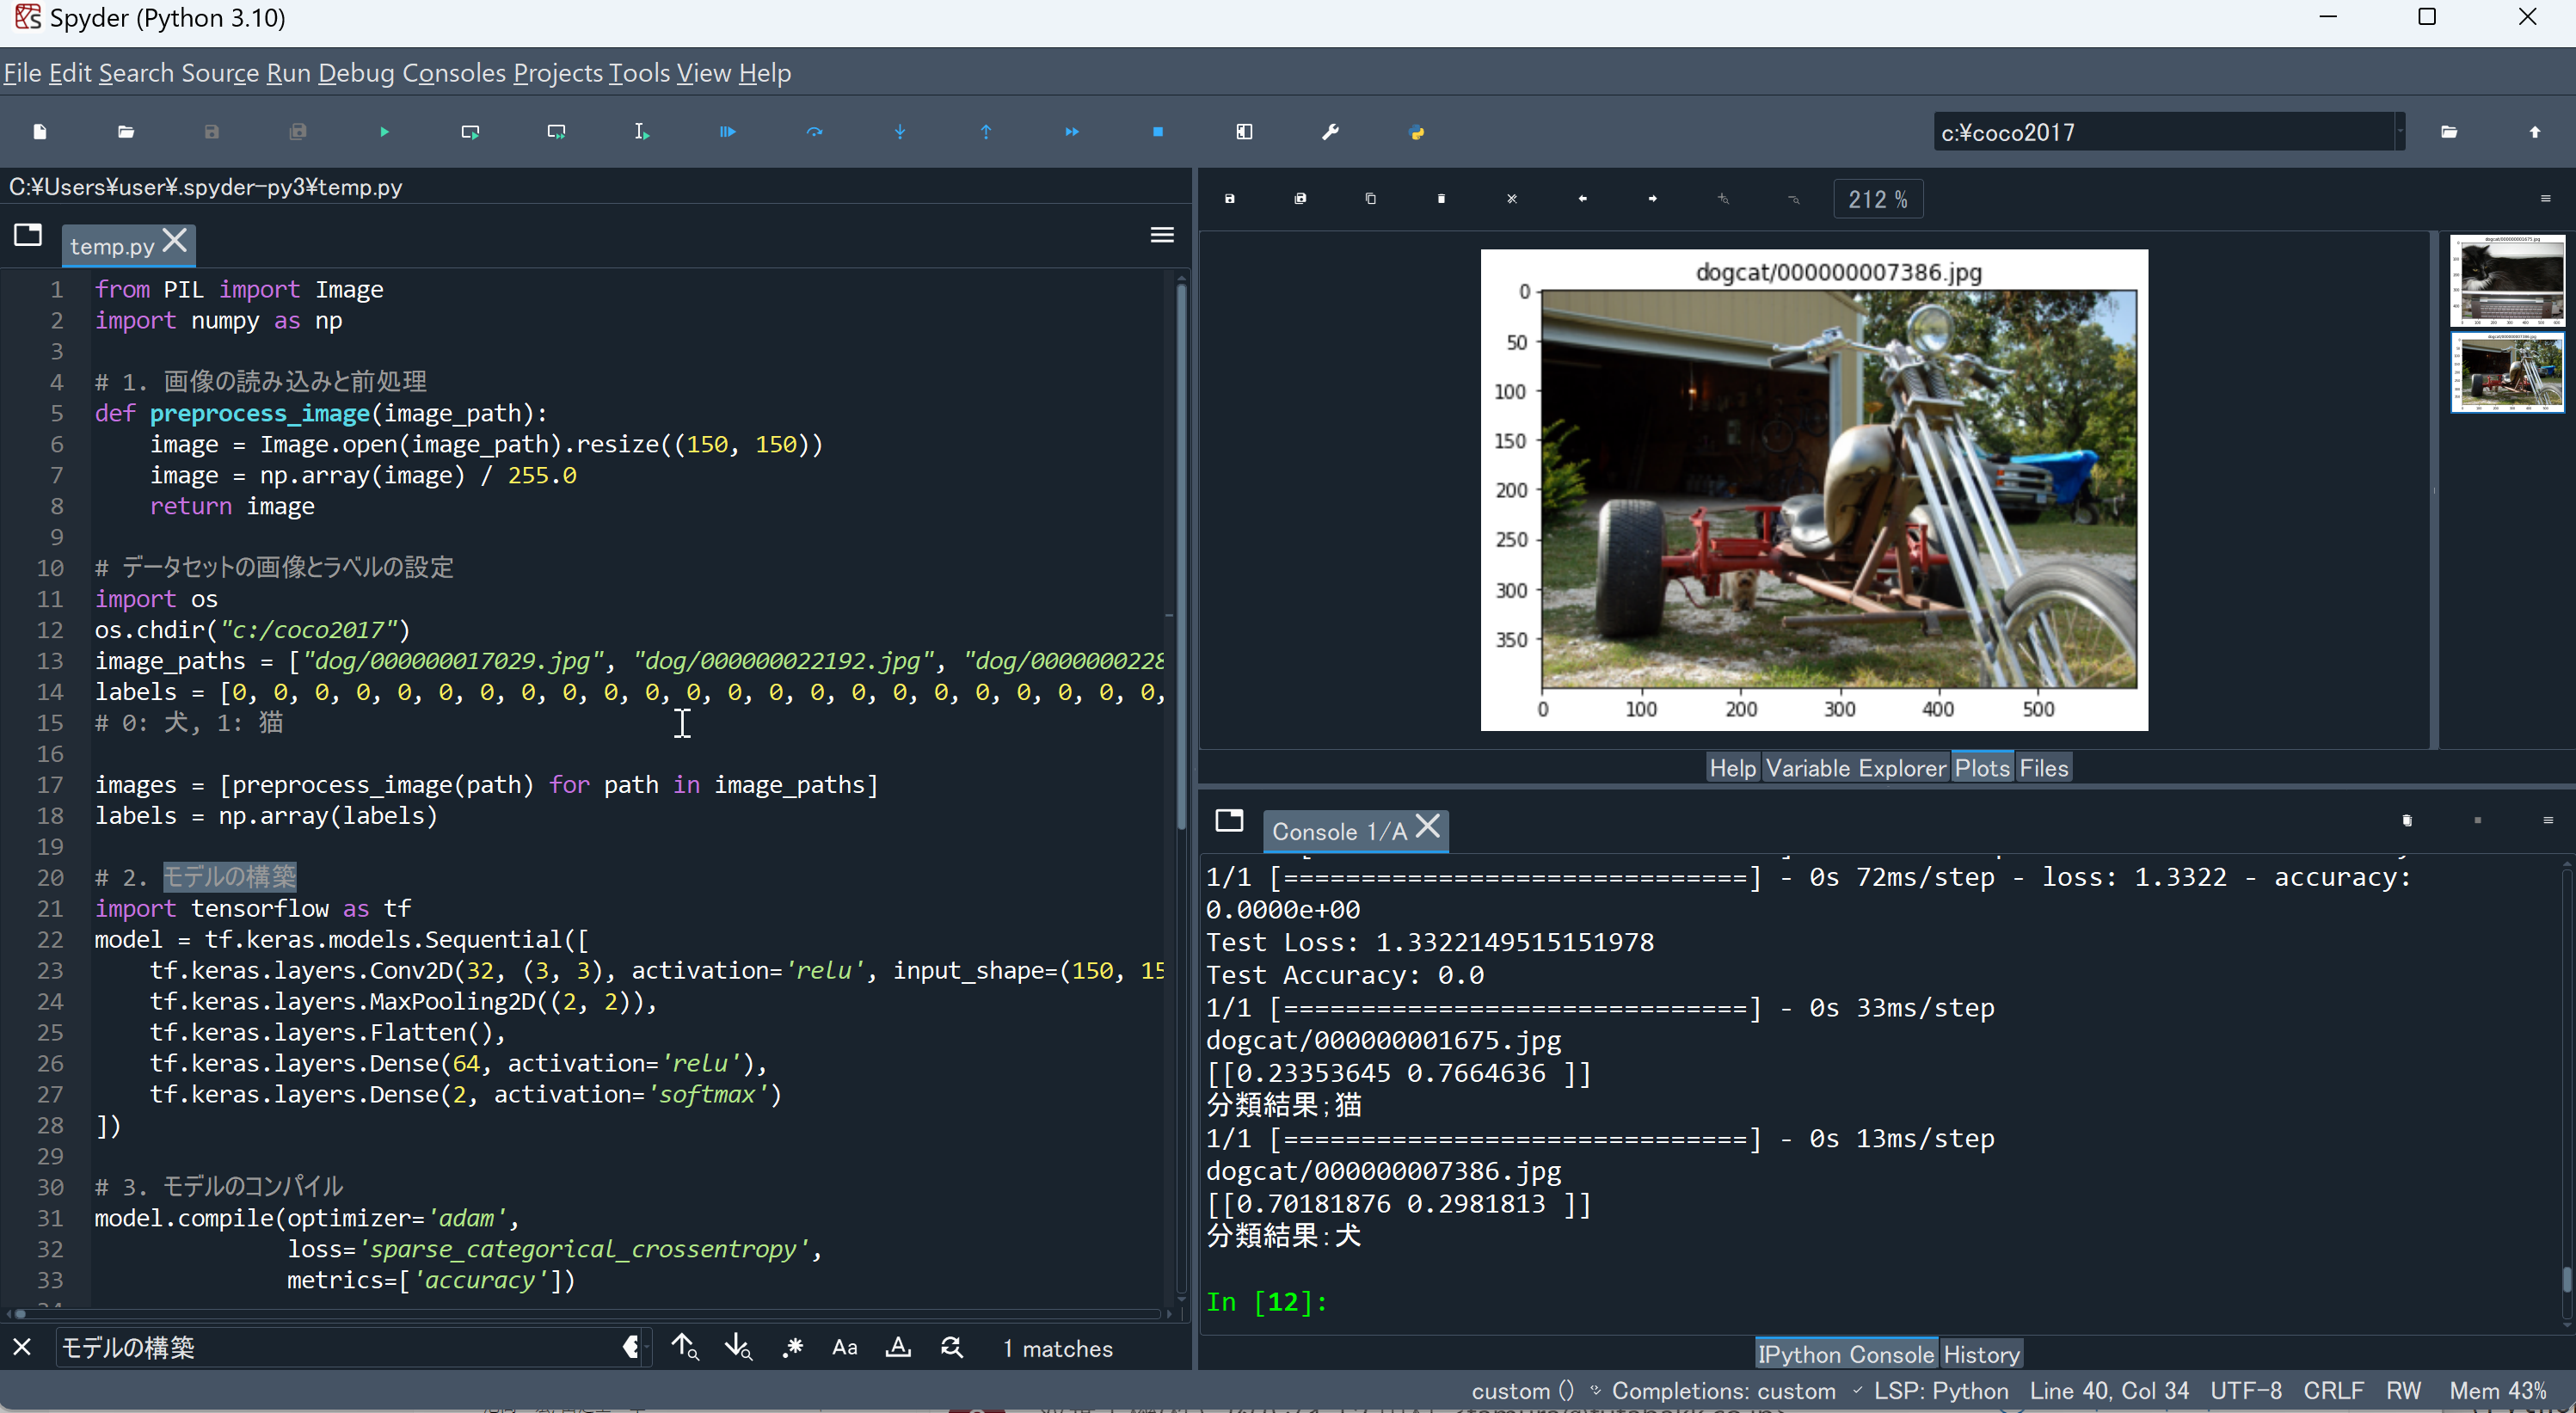 Spyder (Python 3.10)
File Edit Search Source Run Debug Consoles Projects Tools View Help
c:¥coco2017
C:¥Users¥user¥.spyder-py3¥temp.py
temp.py
1 from PIL import Image
2 import numpy as np
3
4 # 1. 画像の読み込みと前処理
5 def preprocess_image(image_path):
6     image = Image.open(image_path).resize((150, 150))
7     image = np.array(image) / 255.0
8     return image
9
10 # データセットの画像とラベルの設定
11 import os
12 os.chdir("c:/coco2017")
13 image_paths = ["dog/000000017029.jpg", "dog/000000022192.jpg", "dog/0000000228
14 labels = [0, 0, 0, 0, 0, 0, 0, 0, 0, 0, 0, 0, 0, 0, 0, 0, 0, 0, 0, 0, 0, 0, 0,
15 # 0: 犬, 1: 猫
16
17 images = [preprocess_image(path) for path in image_paths]
18 labels = np.array(labels)
19
20 # 2. モデルの構築
21 import tensorflow as tf
22 model = tf.keras.models.Sequential([
23     tf.keras.layers.Conv2D(32, (3, 3), activation='relu', input_shape=(150, 15
24     tf.keras.layers.MaxPooling2D((2, 2)),
25     tf.keras.layers.Flatten(),
26     tf.keras.layers.Dense(64, activation='relu'),
27     tf.keras.layers.Dense(2, activation='softmax')
28 ])
29
30 # 3. モデルのコンパイル
31 model.compile(optimizer='adam',
32               loss='sparse_categorical_crossentropy',
33               metrics=['accuracy'])
モデルの構築
Aa
1 matches
212 %
dogcat/000000007386.jpg
0
50
100
150
200
250
300
350
0 100 200 300 400 500
Help Variable Explorer Plots Files
Console 1/A
1/1 [==============================] - 0s 72ms/step - loss: 1.3322 - accuracy:
0.0000e+00
Test Loss: 1.3322149515151978
Test Accuracy: 0.0
1/1 [==============================] - 0s 33ms/step
dogcat/000000001675.jpg
[[0.23353645 0.7664636 ]]
分類結果;猫
1/1 [==============================] - 0s 13ms/step
dogcat/000000007386.jpg
[[0.70181876 0.2981813 ]]
分類結果:犬
In [12]:
IPython Console History
custom () Completions: custom LSP: Python Line 40, Col 34 UTF-8 CRLF RW Mem 43%